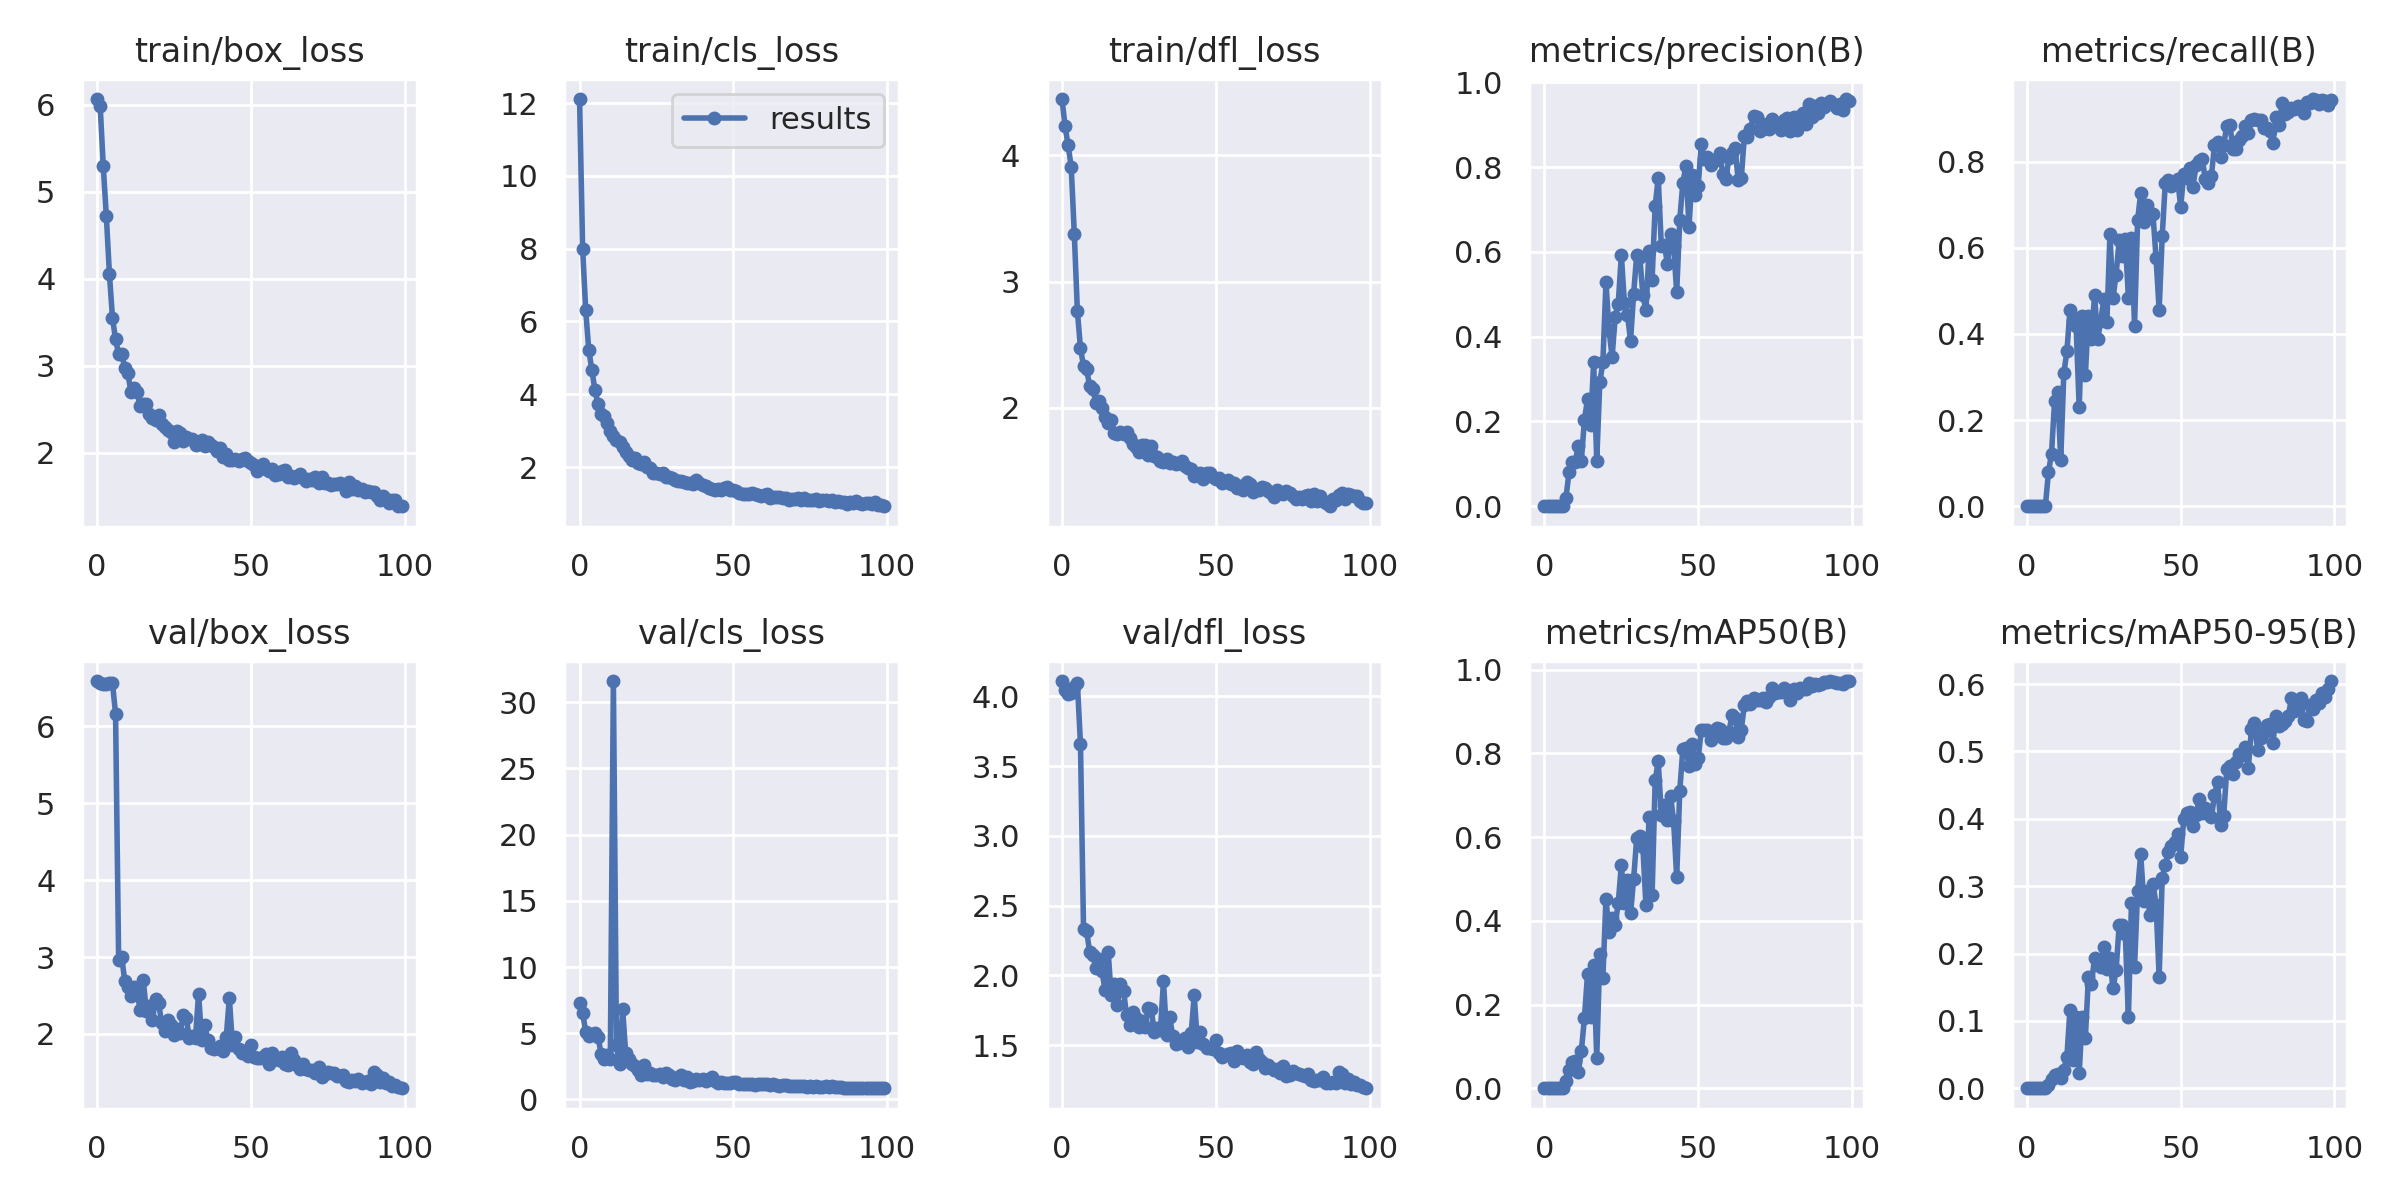 train/box_loss
train/cls_loss
train/dfl_loss
metrics/precision(B)
metrics/recall(B)
6
5
4
3
2
0 50 100
results
12
10
8
6
4
2
0 50 100
4
3
2
0 50 100
1.0
0.8
0.6
0.4
0.2
0.0
0 50 100
0.8
0.6
0.4
0.2
0.0
0 50 100
val/box_loss
val/cls_loss
val/dfl_loss
metrics/mAP50(B)
metrics/mAP50-95(B)
6
5
4
3
2
0 50 100
30
25
20
15
10
5
0
0 50 100
4.0
3.5
3.0
2.5
2.0
1.5
0 50 100
1.0
0.8
0.6
0.4
0.2
0.0
0 50 100
0.6
0.5
0.4
0.3
0.2
0.1
0.0
0 50 100